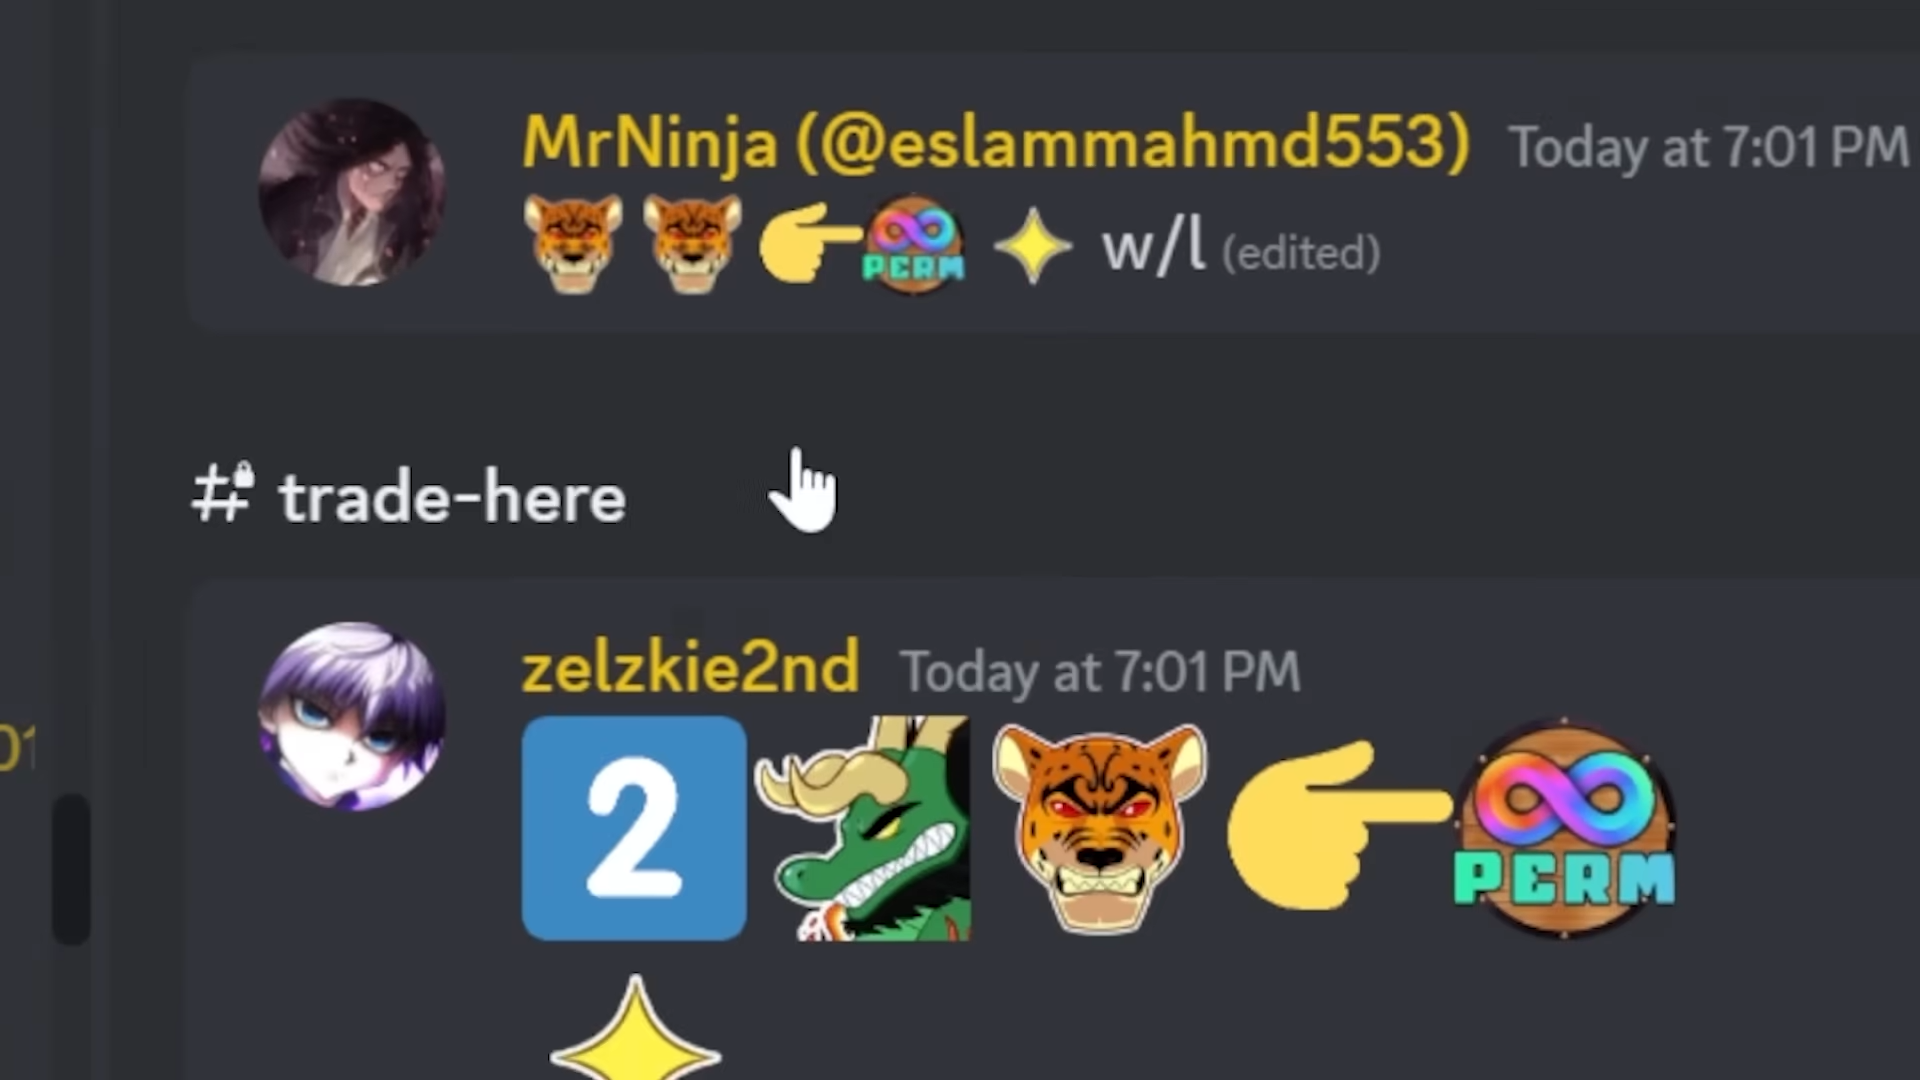 MrNinja (@eslammahmd553) Today at 7:01 PM
PERM w/l (edited)
# trade-here
01
zelzkie2nd Today at 7:01 PM
2 PERM